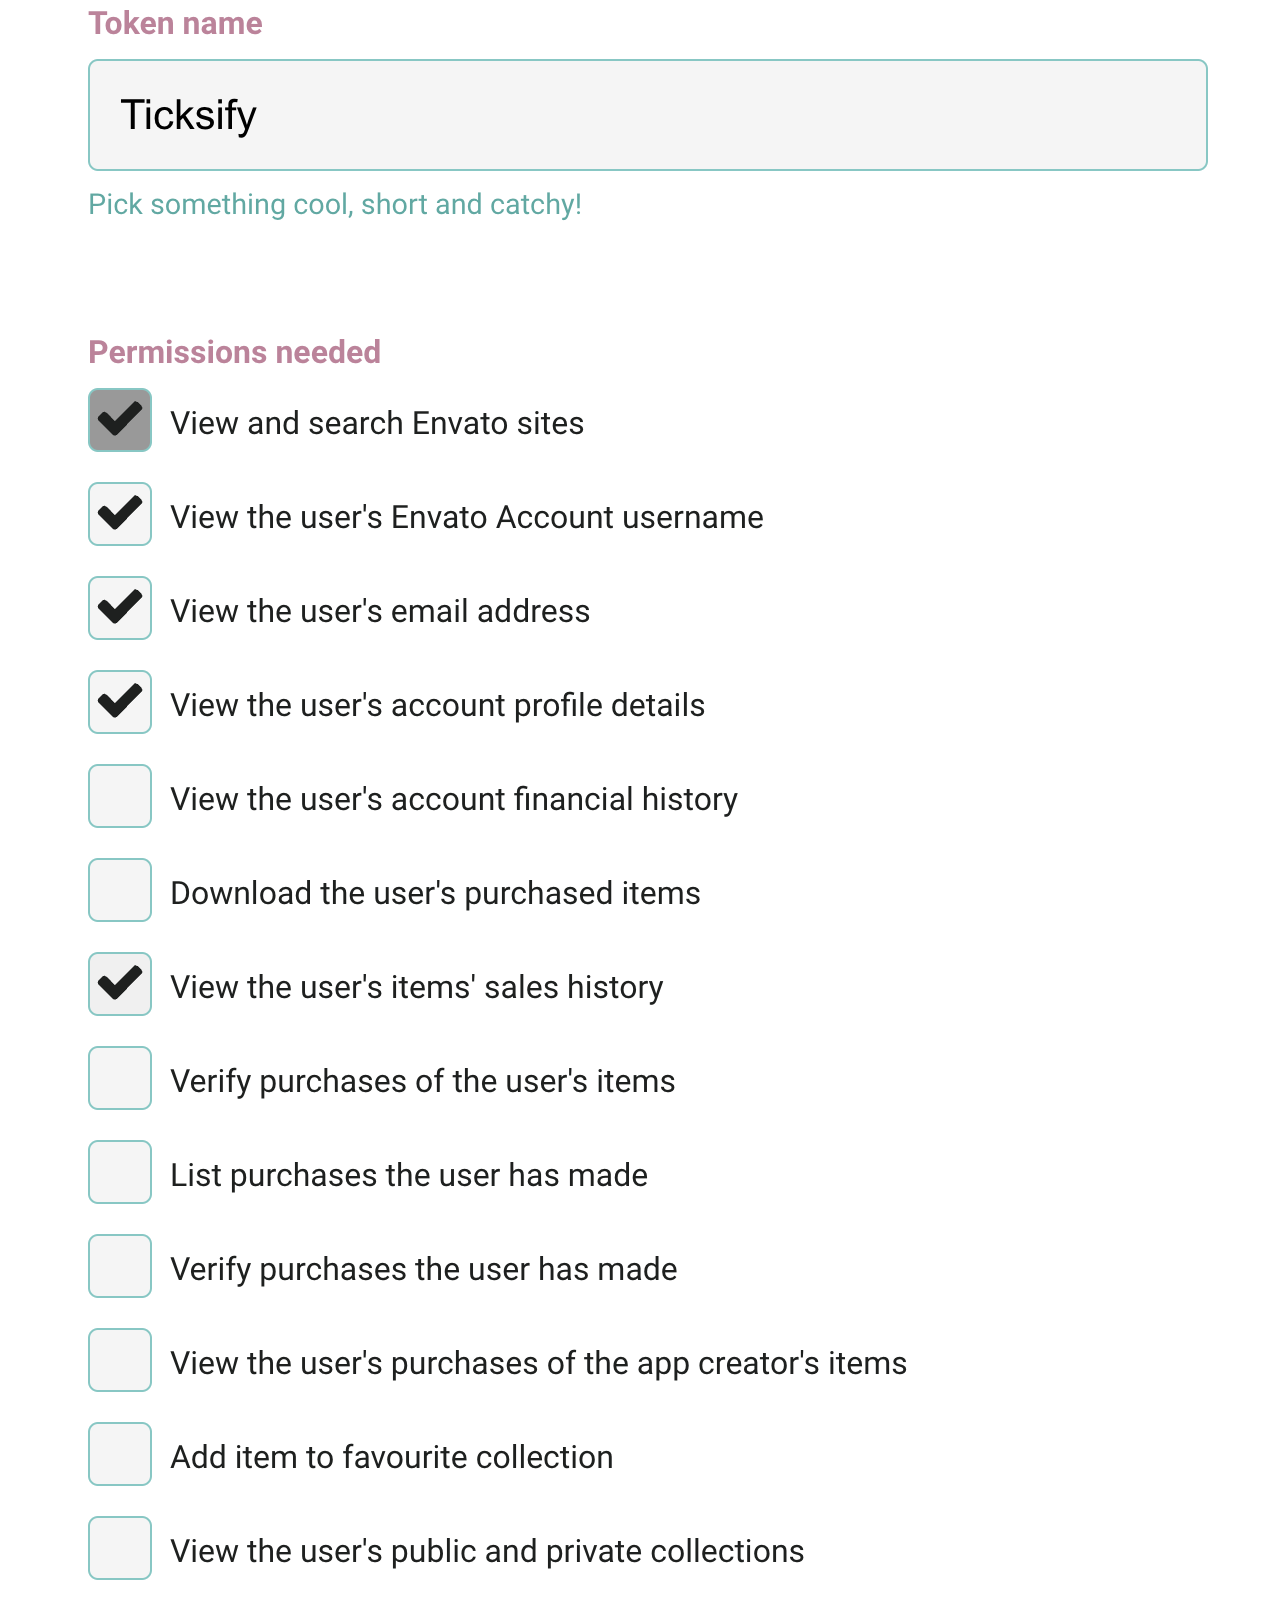 Token name
Ticksify
Pick something cool, short and catchy!
Permissions needed
View and search Envato sites
View the user's Envato Account username
View the user's email address
View the user's account profile details
View the user's account financial history
Download the user's purchased items
View the user's items' sales history
Verify purchases of the user's items
List purchases the user has made
Verify purchases the user has made
View the user's purchases of the app creator's items
Add item to favourite collection
View the user's public and private collections